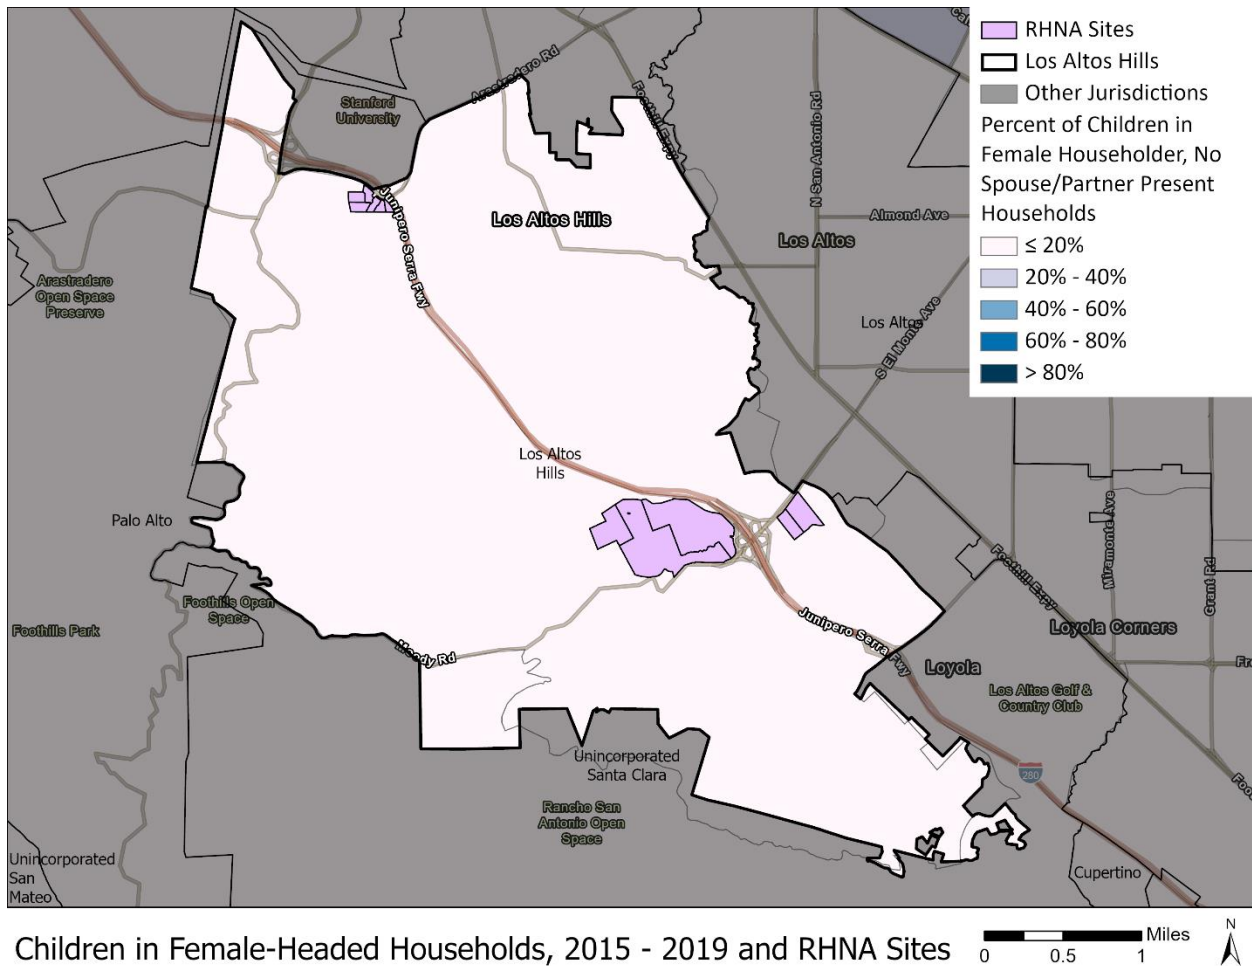 RHNA Sites
Los Altos Hills
Other Jurisdictions
Percent of Children in
Female Householder, No
Spouse/Partner Present
Households
≤ 20%
20% - 40%
40% - 60%
60% - 80%
> 80%
Arastradero Rd
Stanford
University
Foothill Expy
N San Antonio Rd
Almond Ave
Los Altos Hills
Los Altos
Junipero Serra Fwy
Arastradero
Open Space
Preserve
Los Altos
S El Monte Ave
Los Altos
Hills
Palo Alto
Foothills Open
Space
Foothills Park
Moody Rd
Junipero Serra Fwy
Foothill Expy
Miramonte Ave
Grant Rd
Loyola Corners
Loyola
Los Altos Golf &
Country Club
Unincorporated
Santa Clara
280
Rancho San
Antonio Open
Space
Unincorporated
San
Mateo
Cupertino
Children in Female-Headed Households, 2015 - 2019 and RHNA Sites
Miles
0 0.5 1
N